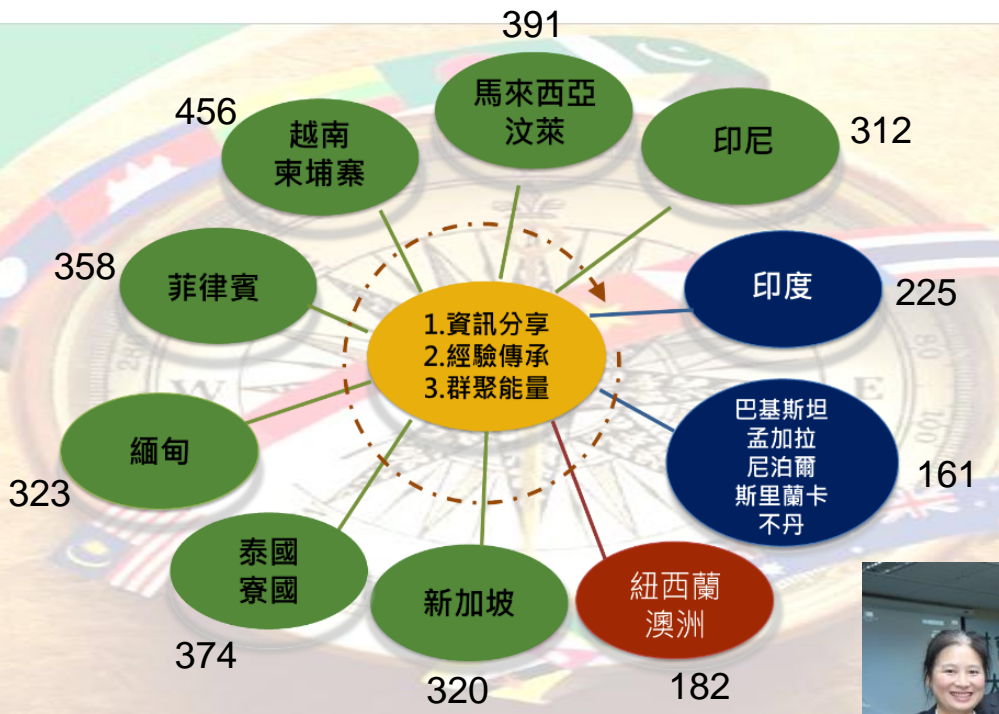 391
馬來西亞
汶萊
456
越南
柬埔寨
印尼
312
358
菲律賓
印度
225
1.資訊分享
2.經驗傳承
3.群聚能量
W
E
緬甸
323
巴基斯坦
孟加拉
尼泊爾
斯里蘭卡
不丹
161
泰國
寮國
374
新加坡
320
紐西蘭
澳洲
182